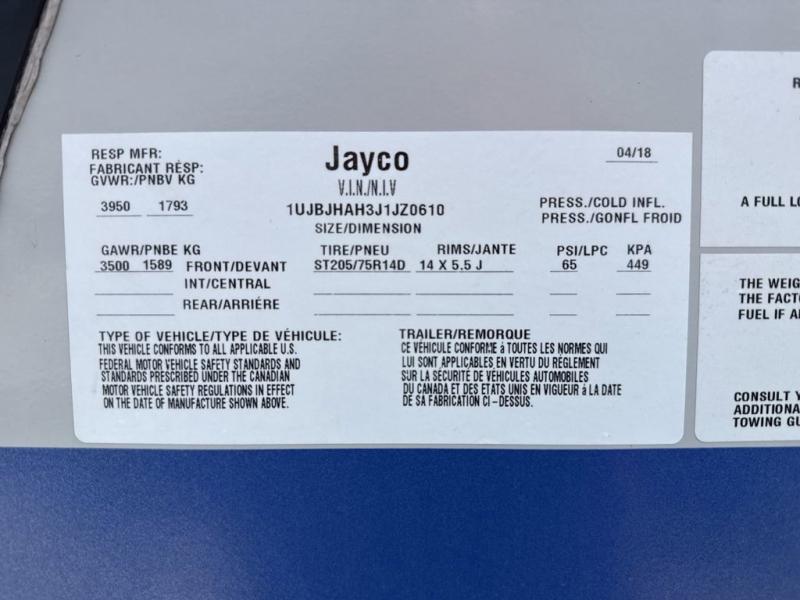 RESP MFR:
FABRICANT RÉSP:
GVWR:/PNBV KG
3950 1793
Jayco
04/18
V.I.N./N.I.V
1UJBJHAH3J1JZ0610
SIZE/DIMENSION
PRESS./COLD INFL.
PRESS./GONFL FROID
GAWR/PNBE KG TIRE/PNEU RIMS/JANTE PSI/LPC KPA
3500 1589 FRONT/DEVANT ST205/75R14D 14 X 5.5 J 65 449
INT/CENTRAL
REAR/ARRIÉRE
TYPE OF VEHICLE/TYPE DE VÉHICULE: TRAILER/REMORQUE
THIS VEHICLE CONFORMS TO ALL APPLICABLE U.S.
FEDERAL MOTOR VEHICLE SAFETY STANDARDS AND
STANDARDS PRESCRIBED UNDER THE CANADIAN
MOTOR VEHICLE SAFETY REGULATIONS IN EFFECT
ON THE DATE OF MANUFACTURE SHOWN ABOVE.
CE VÉHICULE CONFORME à TOUTES LES NORMES QUI
LUI SONT APPLICABLES EN VERTU DU RÉGLEMENT
SUR LA SÉCURITÉ DE VÉHICULES AUTOMOBILES
DU CANADA ET DES ETATS UNIS EN VIGUEUR à LA DATE
DE SA FABRICATION CI-DESSUS.
R
A FULL LO
THE WEIG
THE FACT
FUEL IF A
CONSULT Y
ADDITIONA
TOWING GU